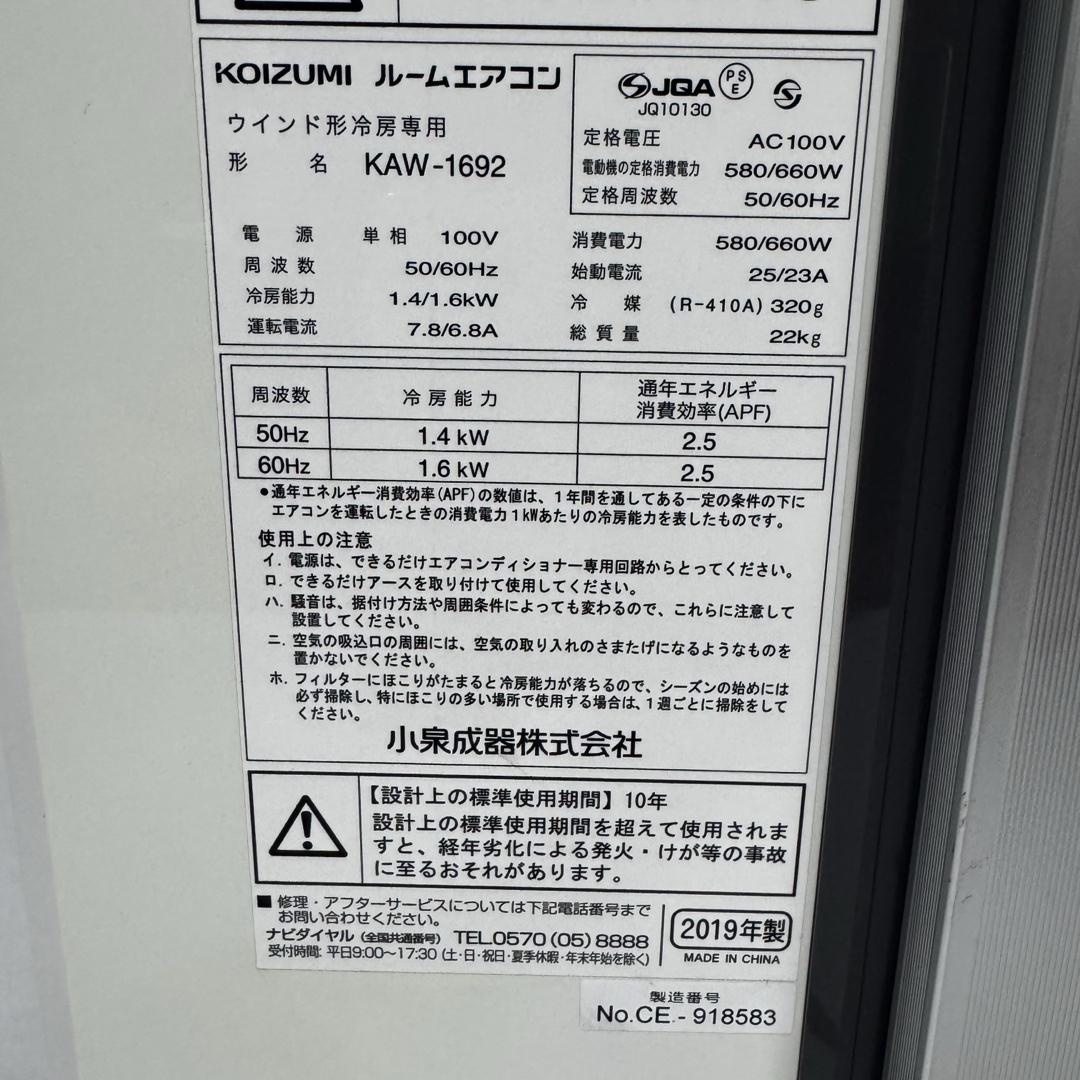 KOIZUMI ルームエアコン
ウインド形冷房専用
形 名 KAW-1692
JQA PSE
JQ10130
定格電圧 AC100V
電動機の定格消費電力 580/660W
定格周波数 50/60Hz
電 源 単相 100V
周波数 50/60Hz
冷房能力 1.4/1.6kW
運転電流 7.8/6.8A
消費電力 580/660W
始動電流 25/23A
冷 媒 (R-410A) 320g
総質量 22kg
周波数 冷房能力 通年エネルギー
消費効率(APF)
50Hz 1.4 kW 2.5
60Hz 1.6 kW 2.5
●通年エネルギー消費効率(APF)の数値は、1年間を通してある一定の条件の下に
エアコンを運転したときの消費電力1kWあたりの冷房能力を表したものです。
使用上の注意
イ. 電源は、できるだけエアコンディショナー専用回路からとってください。
ロ. できるだけアースを取り付けて使用してください。
ハ. 騒音は、据付け方法や周囲条件によっても変わるので、これらに注意して
設置してください。
ニ. 空気の吸込口の周囲には、空気の取り入れのさまたげになるようなものを
置かないでください。
ホ. フィルターにほこりがたまると冷房能力が落ちるので、シーズンの始めには
必ず掃除し、特にほこりの多い場所で使用する場合は、1週ごとに掃除をして
ください。
小泉成器株式会社
【設計上の標準使用期間】10年
設計上の標準使用期間を超えて使用されま
すと、経年劣化による発火・けが等の事故
に至るおそれがあります。
■修理・アフターサービスについては下記電話番号まで
お問い合わせください。
ナビダイヤル (全国共通番号) TEL.0570 (05) 8888
受付時間: 平日9:00～17:30 (土・日・祝日・夏季休暇・年末年始を除く)
2019年製
MADE IN CHINA
製造番号
No.CE.- 918583